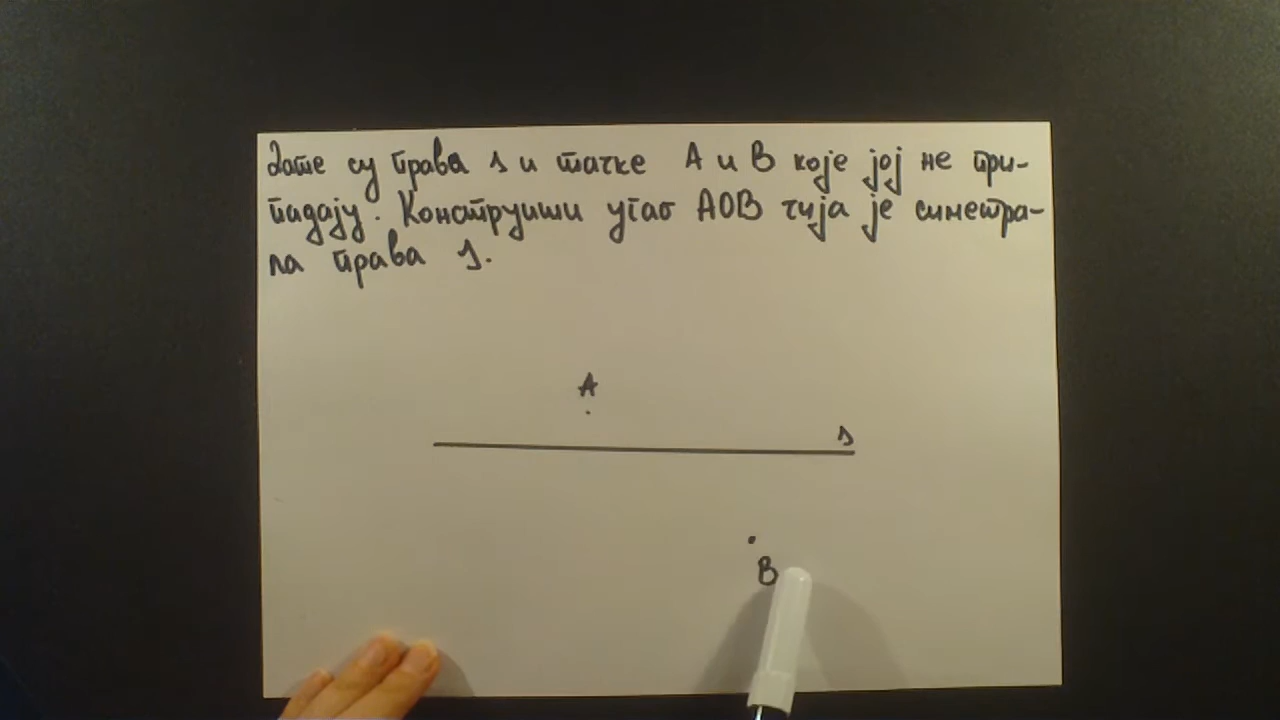 Дате су права s и тачке A и B које јој не при-
падају. Конструиши угао AOB чија је симетра-
ла права s.
A
s
B